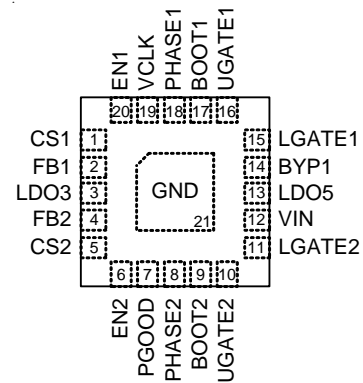 EN1
VCLK
PHASE1
BOOT1
UGATE1
20 19 18 17 16
CS1 1 15 LGATE1
FB1 2 14 BYP1
LDO3 3 GND 13 LDO5
FB2 4 21 12 VIN
CS2 5 11 LGATE2
6 7 8 9 10
EN2
PGOOD
PHASE2
BOOT2
UGATE2